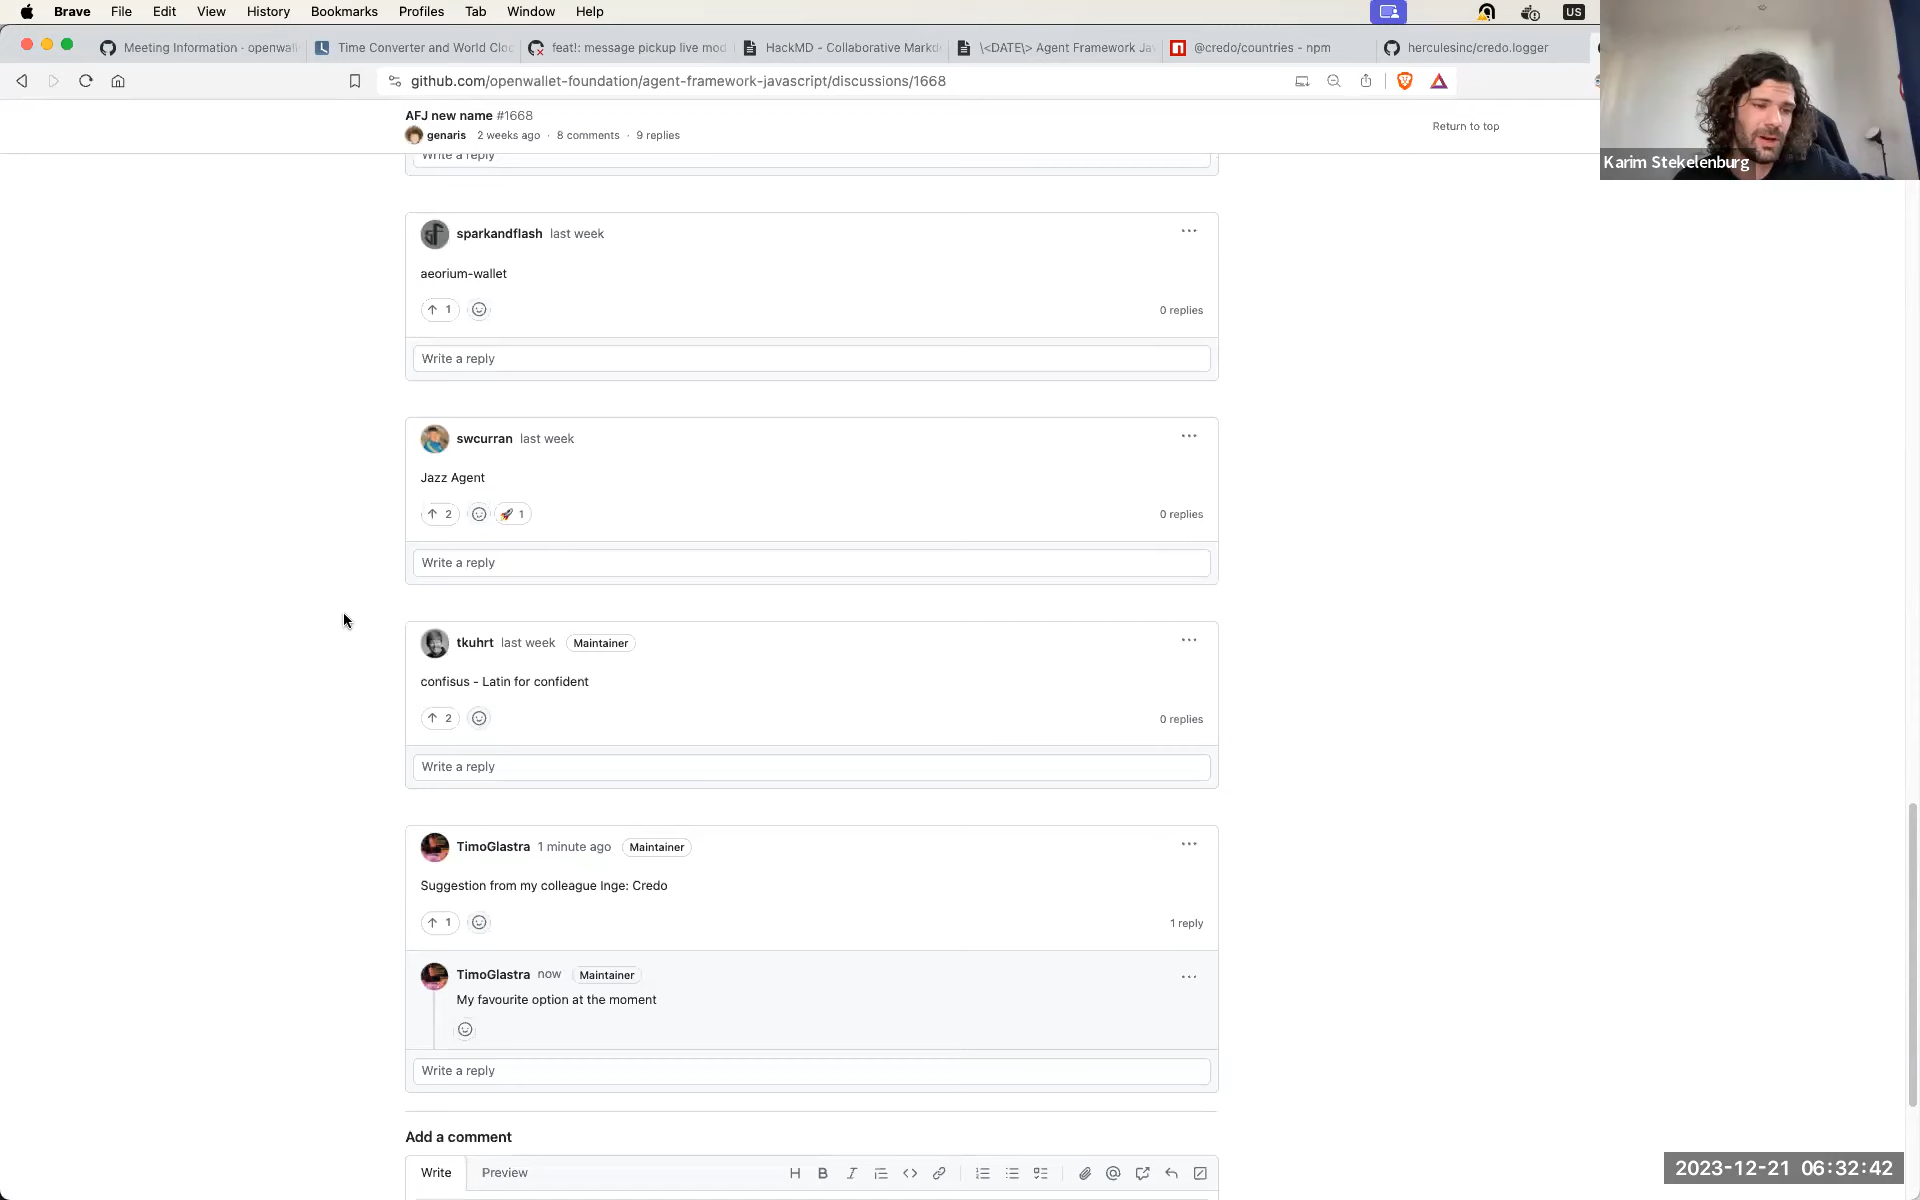 Brave File Edit View History Bookmarks Profiles Tab Window Help US
Meeting Information · openwall Time Converter and World Cloc feat!: message pickup live mod HackMD - Collaborative Markd \<DATE\> Agent Framework Jav @credo/countries - npm herculesinc/credo.logger
github.com/openwallet-foundation/agent-framework-javascript/discussions/1668
AFJ new name #1668
genaris 2 weeks ago · 8 comments · 9 replies
Return to top
Karim Stekelenburg
Write a reply
sparkandflash last week
aeorium-wallet
1
0 replies
Write a reply
swcurran last week
Jazz Agent
2 1
0 replies
Write a reply
tkuhrt last week Maintainer
confisus - Latin for confident
2
0 replies
Write a reply
TimoGlastra 1 minute ago Maintainer
Suggestion from my colleague Inge: Credo
1
1 reply
TimoGlastra now Maintainer
My favourite option at the moment
Write a reply
Add a comment
Write Preview
2023-12-21 06:32:42